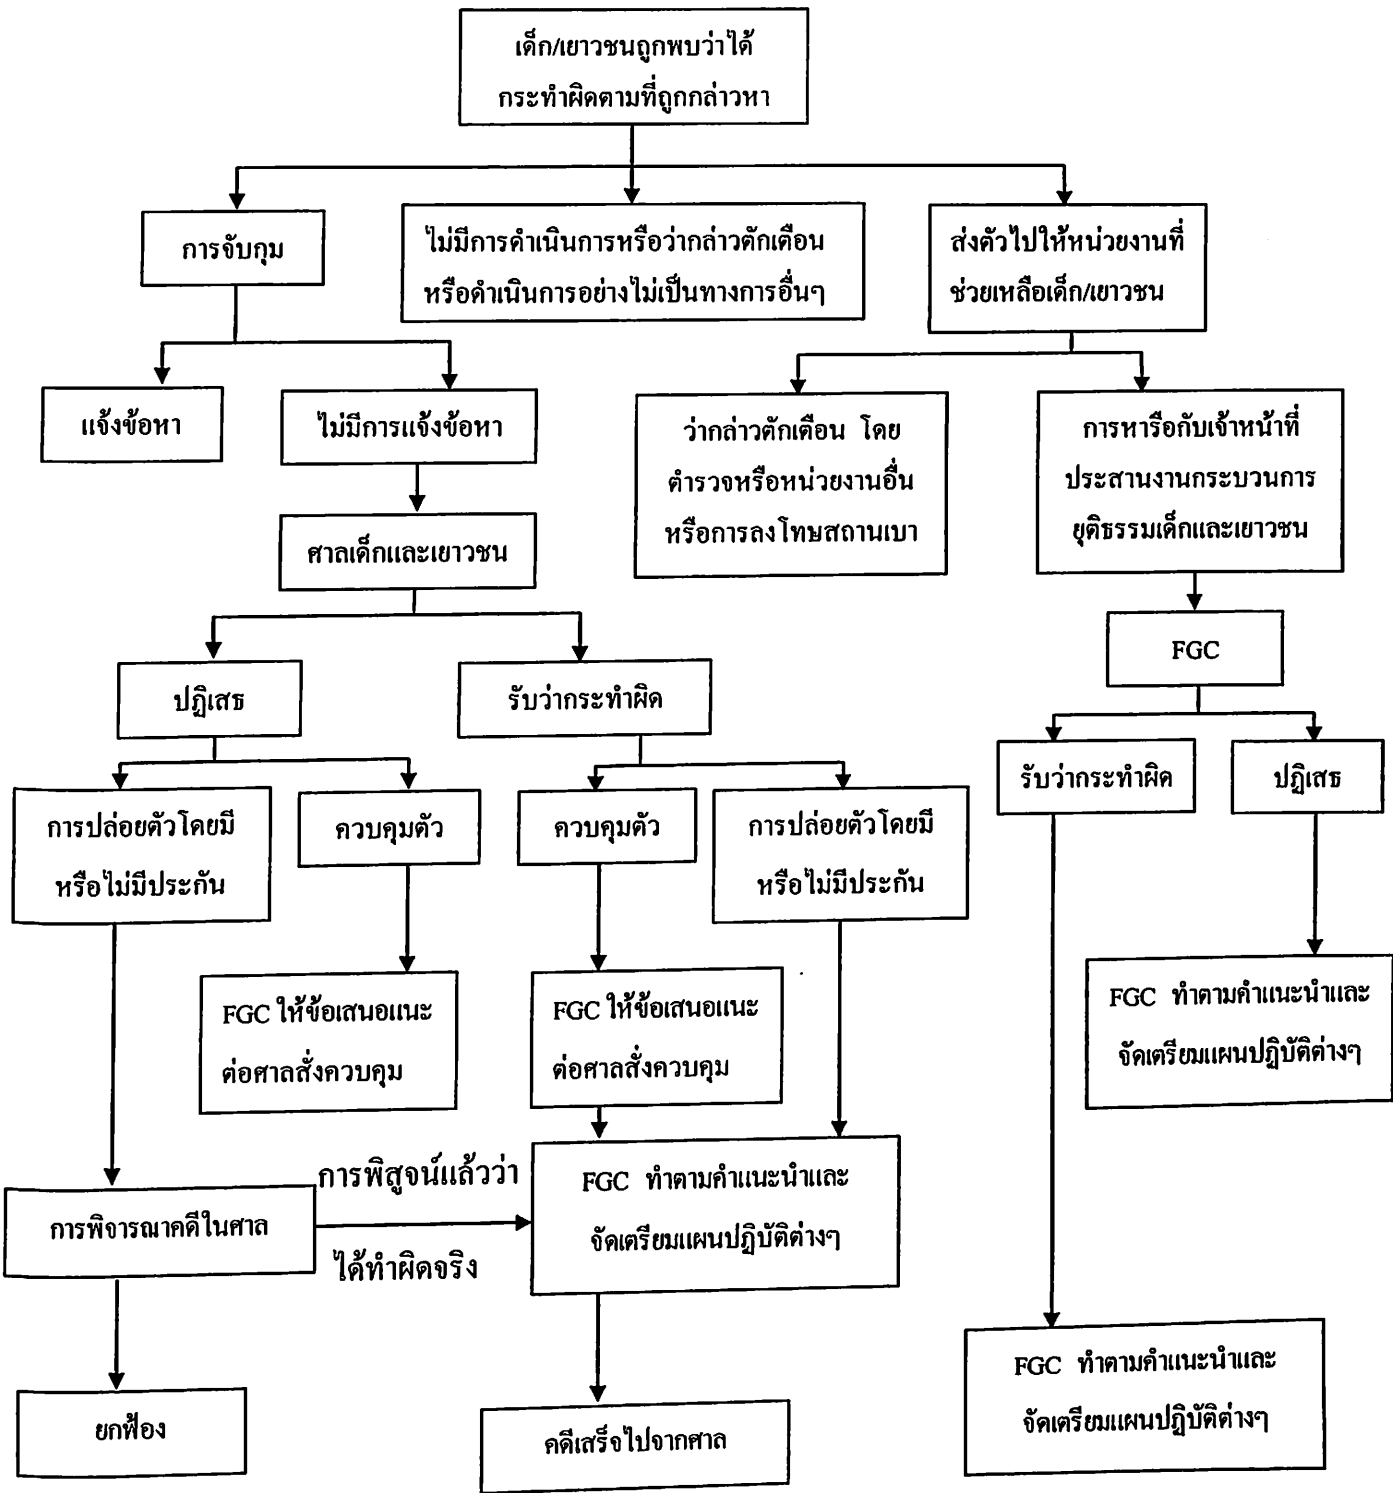 เด็ก/เยาวชนถูกพบว่าได้
กระทำผิดตามที่ถูกกล่าวหา
การจับกุม
ไม่มีการดำเนินการหรือว่ากล่าวตักเตือน
หรือดำเนินการอย่างไม่เป็นทางการอื่นๆ
ส่งตัวไปให้หน่วยงานที่
ช่วยเหลือเด็ก/เยาวชน
แจ้งข้อหา
ไม่มีการแจ้งข้อหา
ว่ากล่าวตักเตือน โดย
ตำรวจหรือหน่วยงานอื่น
หรือการลงโทษสถานเบา
การหารือกับเจ้าหน้าที่
ประสานงานกระบวนการ
ยุติธรรมเด็กและเยาวชน
ศาลเด็กและเยาวชน
FGC
ปฏิเสธ
รับว่ากระทำผิด
รับว่ากระทำผิด
ปฏิเสธ
การปล่อยตัวโดยมี
หรือไม่มีประกัน
ควบคุมตัว
ควบคุมตัว
การปล่อยตัวโดยมี
หรือไม่มีประกัน
FGC ให้ข้อเสนอแนะ
ต่อศาลสั่งควบคุม
FGC ให้ข้อเสนอแนะ
ต่อศาลสั่งควบคุม
FGC ทำตามคำแนะนำและ
จัดเตรียมแผนปฏิบัติต่างๆ
การพิจารณาคดีในศาล
การพิสูจน์แล้วว่า
ได้ทำผิดจริง
FGC ทำตามคำแนะนำและ
จัดเตรียมแผนปฏิบัติต่างๆ
FGC ทำตามคำแนะนำและ
จัดเตรียมแผนปฏิบัติต่างๆ
ยกฟ้อง
คดีเสร็จไปจากศาล